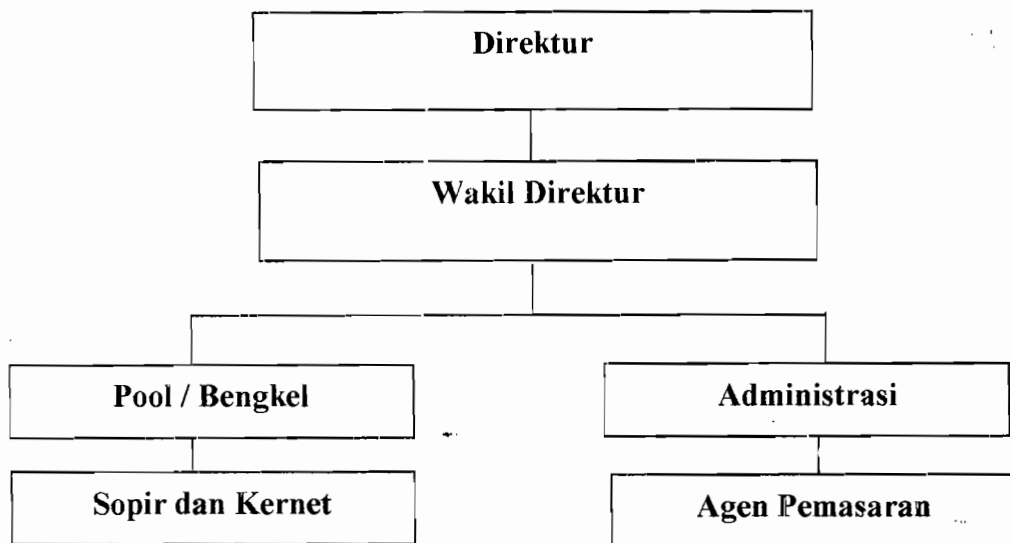 Direktur
Wakil Direktur
Pool / Bengkel
Administrasi
Sopir dan Kernet
Agen Pemasaran